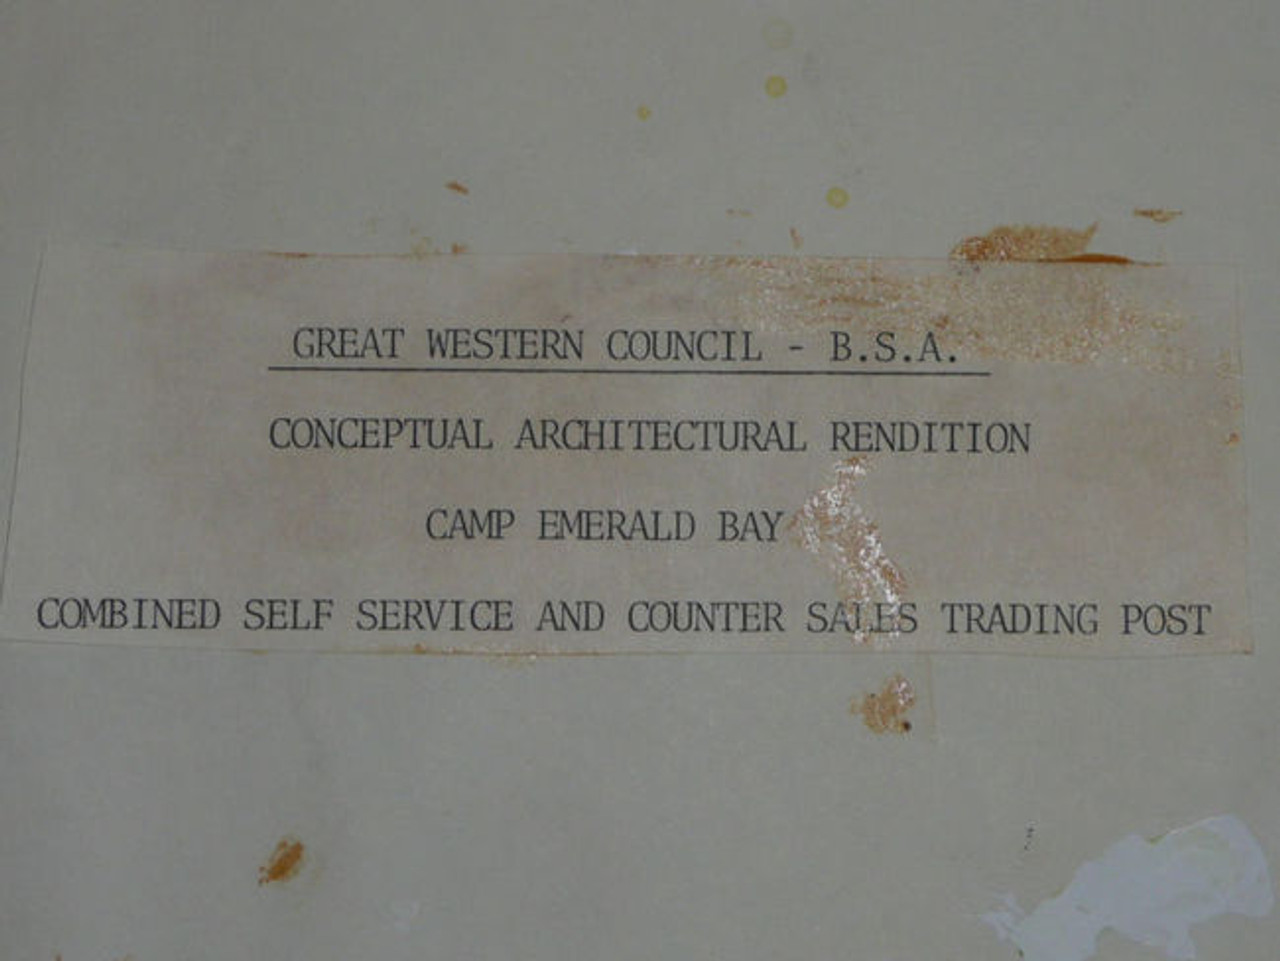 GREAT WESTERN COUNCIL - B.S.A.
CONCEPTUAL ARCHITECTURAL RENDITION
CAMP EMERALD BAY
COMBINED SELF SERVICE AND COUNTER SALES TRADING POST